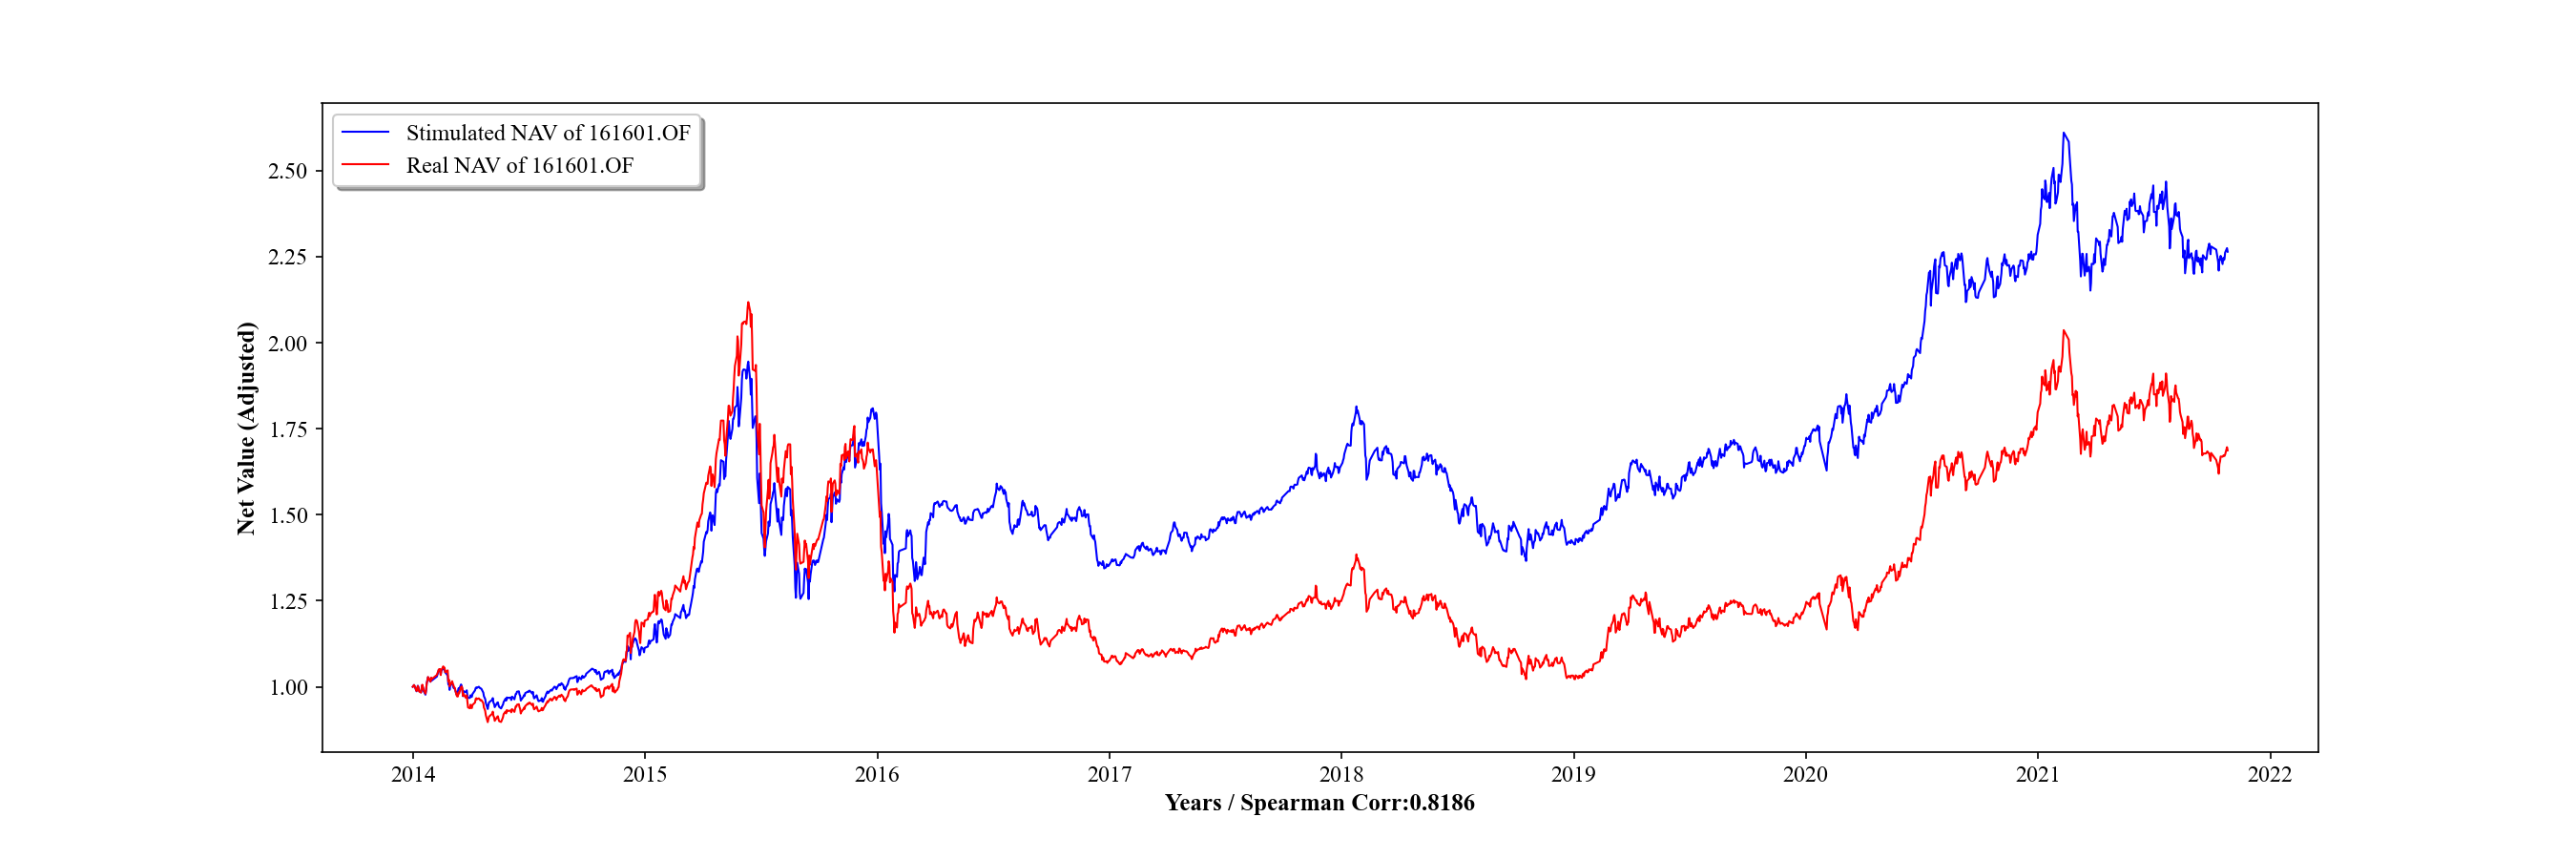 Stimulated NAV of 161601.OF
Real NAV of 161601.OF
2.50
2.25
2.00
1.75
1.50
1.25
1.00
Net Value (Adjusted)
2014 2015 2016 2017 2018 2019 2020 2021 2022
Years / Spearman Corr:0.8186